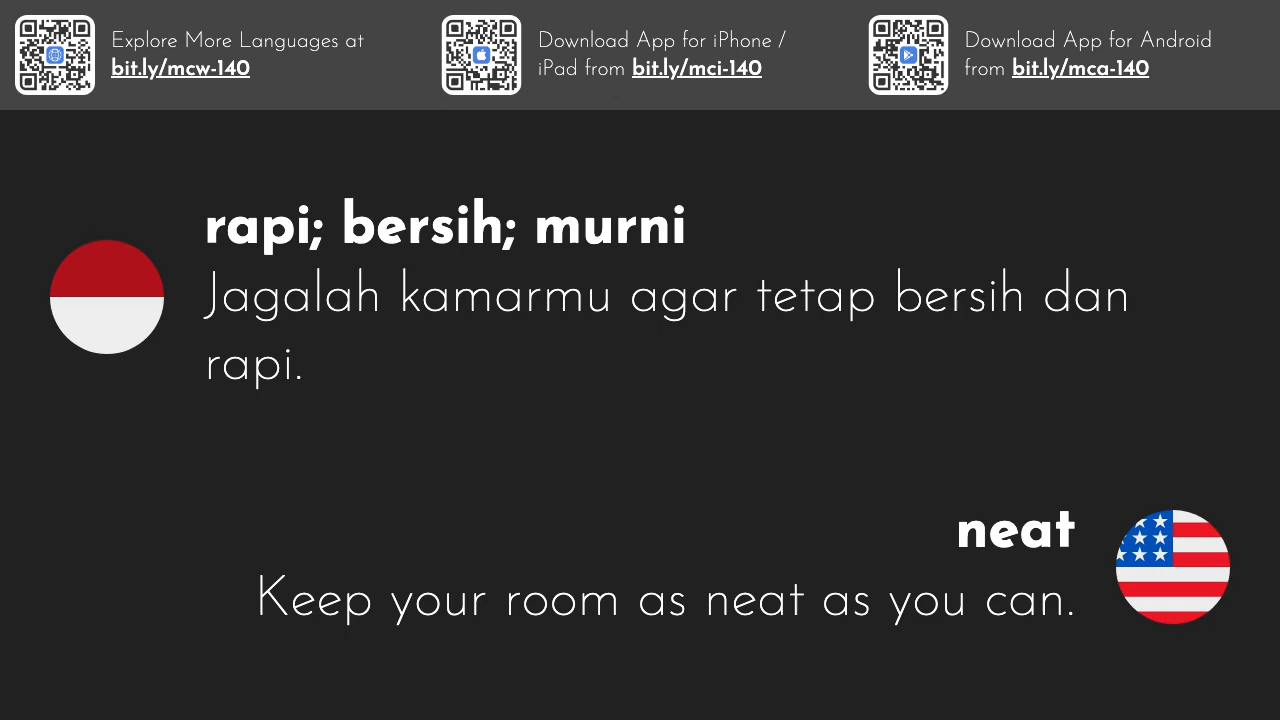 Explore More Languages at
bit.ly/mcw-140
Download App for iPhone /
iPad from bit.ly/mci-140
Download App for Android
from bit.ly/mca-140
rapi; bersih; murni
Jagalah kamarmu agar tetap bersih dan
rapi.
neat
Keep your room as neat as you can.